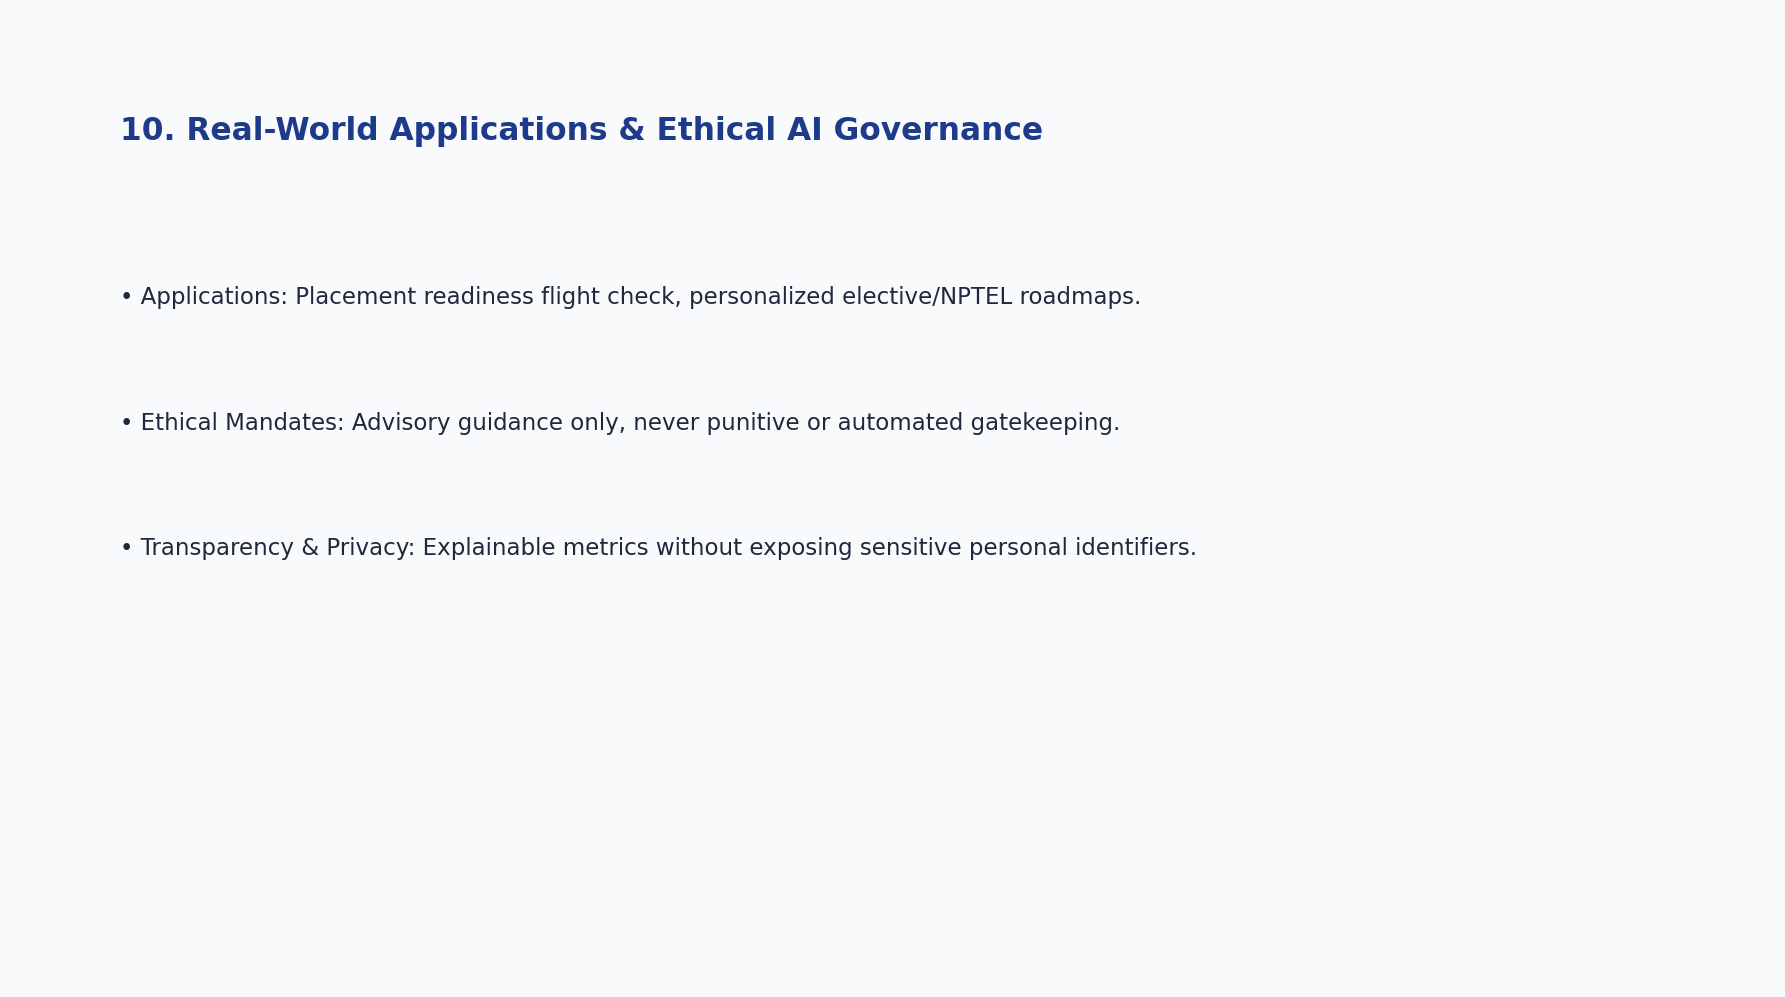 10. Real-World Applications & Ethical AI Governance
• Applications: Placement readiness flight check, personalized elective/NPTEL roadmaps.
• Ethical Mandates: Advisory guidance only, never punitive or automated gatekeeping.
• Transparency & Privacy: Explainable metrics without exposing sensitive personal identifiers.